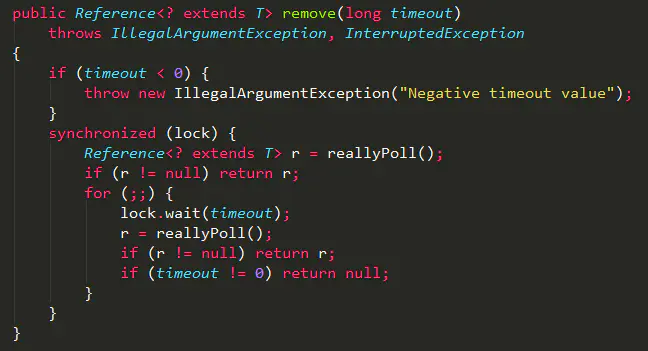 public Reference<? extends T> remove(long timeout)
    throws IllegalArgumentException, InterruptedException
{
    if (timeout < 0) {
        throw new IllegalArgumentException("Negative timeout value");
    }
    synchronized (lock) {
        Reference<? extends T> r = reallyPoll();
        if (r != null) return r;
        for (;;) {
            lock.wait(timeout);
            r = reallyPoll();
            if (r != null) return r;
            if (timeout != 0) return null;
        }
    }
}